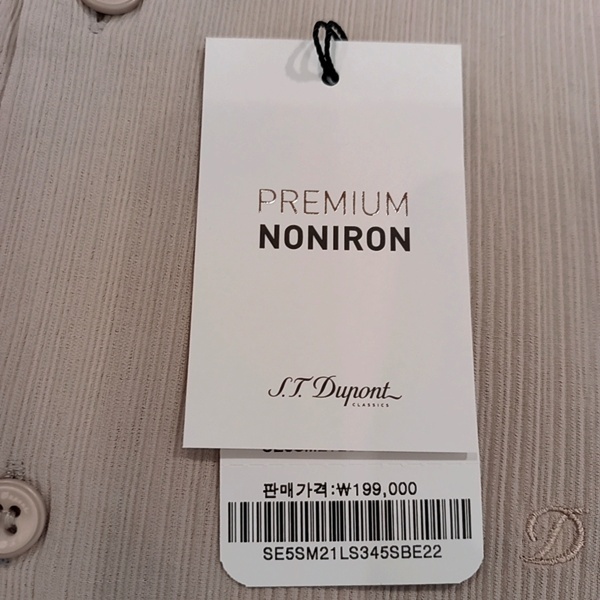 PREMIUM
NONIRON
S.T. Dupont
CLASSICS
판매가격:₩199,000
SE5SM21LS345SBE22
D